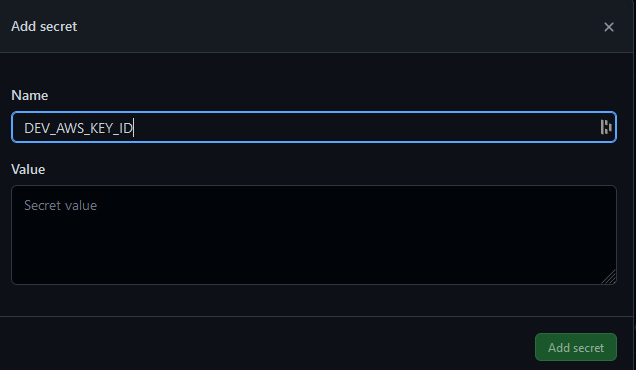 Add secret
Name
DEV_AWS_KEY_ID
Value
Secret value
Add secret